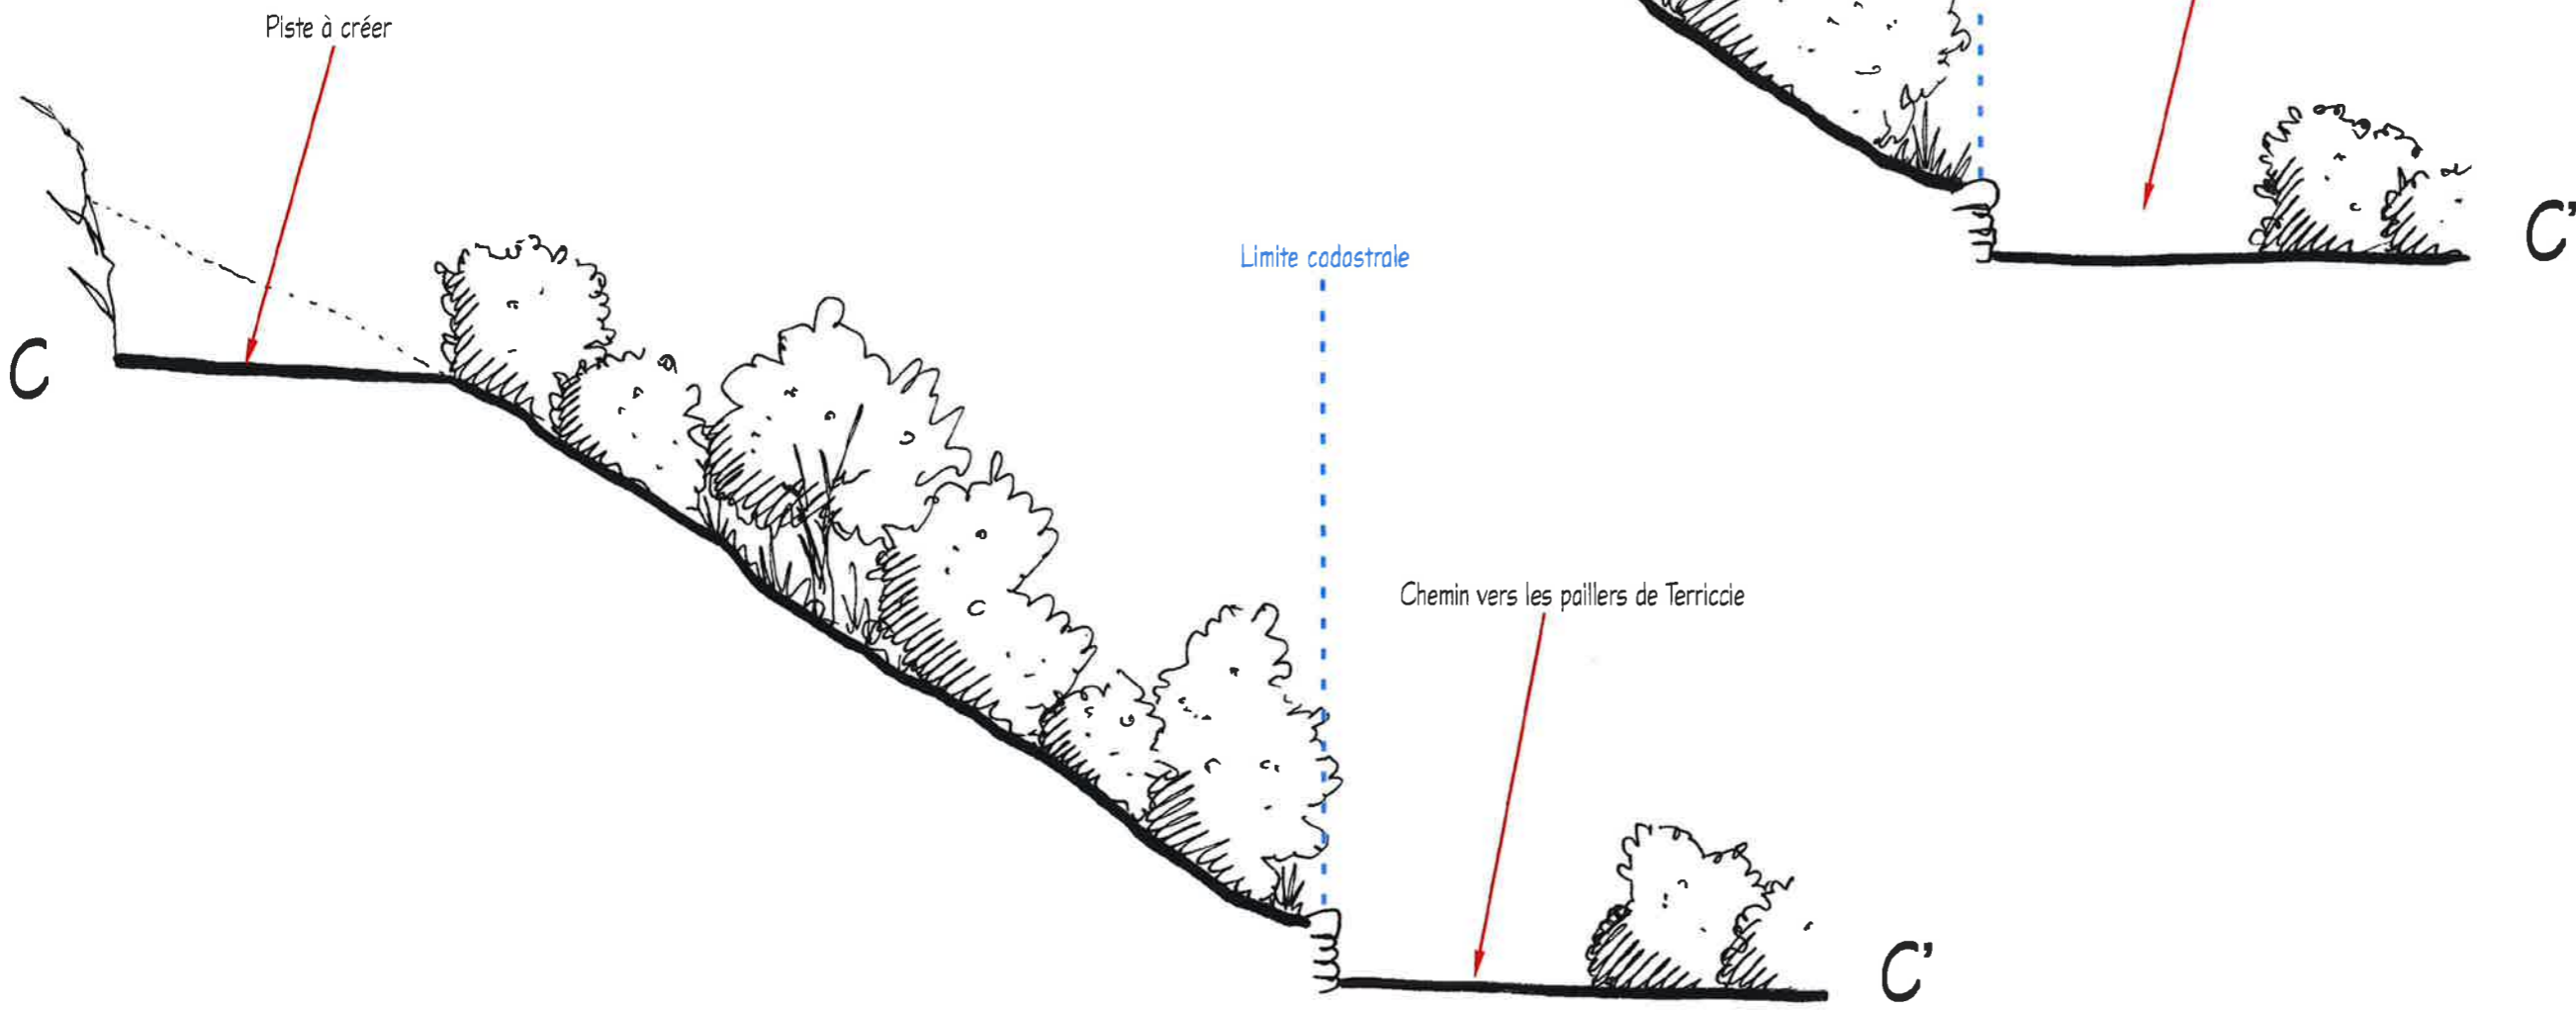 Piste à créer
C'
Limite cadastrale
C
Chemin vers les paillers de Terriccie
C'